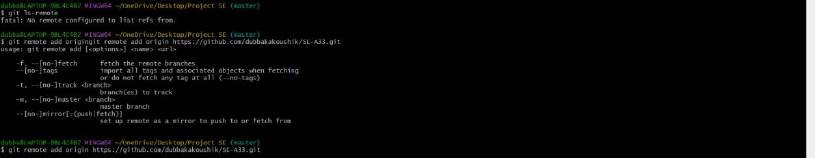 dubba@LAPTOP-98L4C4R2 MINGW64 ~/OneDrive/Desktop/Project SE (master)
$ git ls-remote
fatal: No remote configured to list refs from.
dubba@LAPTOP-98L4C4R2 MINGW64 ~/OneDrive/Desktop/Project SE (master)
$ git remote add origingit remote add origin https://github.com/dubbakakoushik/SE-A33.git
usage: git remote add [<options>] <name> <url>
-f, --[no-]fetch fetch the remote branches
--[no-]tags import all tags and associated objects when fetching
or do not fetch any tag at all (--no-tags)
-t, --[no-]track <branch>
branch(es) to track
-m, --[no-]master <branch>
master branch
--[no-]mirror[=(push|fetch)]
set up remote as a mirror to push to or fetch from
dubba@LAPTOP-98L4C4R2 MINGW64 ~/OneDrive/Desktop/Project SE (master)
$ git remote add origin https://github.com/dubbakakoushik/SE-A33.git